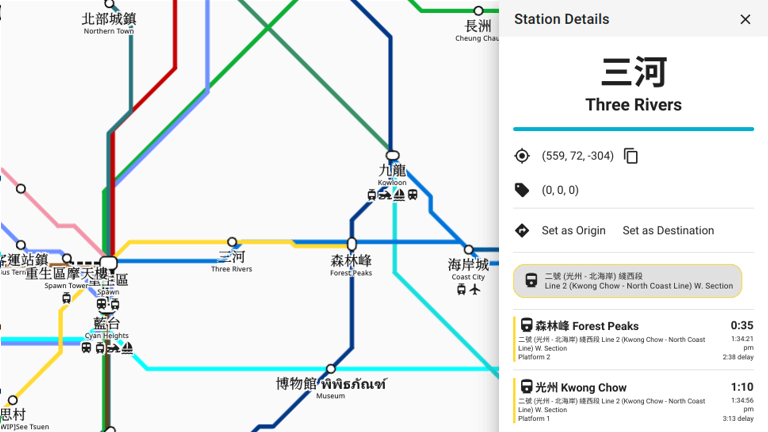 北部城鎮
Northern Town
長洲
Cheung Chau
九龍
Kowloon
三河
Three Rivers
森林峰
Forest Peaks
海岸城
Coast City
客運站鎮
重生區摩天樓
Spawn Tower
重生區
Spawn
藍台
Cyan Heights
博物館 พิพิธภัณฑ์
Museum
思村
[WIP]See Tsuen
Station Details
三河
Three Rivers
(559, 72, -304)
(0, 0, 0)
Set as Origin Set as Destination
二號 (光州 - 北海岸) 綫西段
Line 2 (Kwong Chow - North Coast Line) W. Section
森林峰 Forest Peaks 0:35
二號 (光州 - 北海岸) 綫西段 Line 2 (Kwong Chow - North Coast 1:34:21
Line) W. Section pm
Platform 2 2:38 delay
光州 Kwong Chow 1:10
二號 (光州 - 北海岸) 綫西段 Line 2 (Kwong Chow - North Coast 1:34:56
Line) W. Section pm
Platform 1 3:13 delay